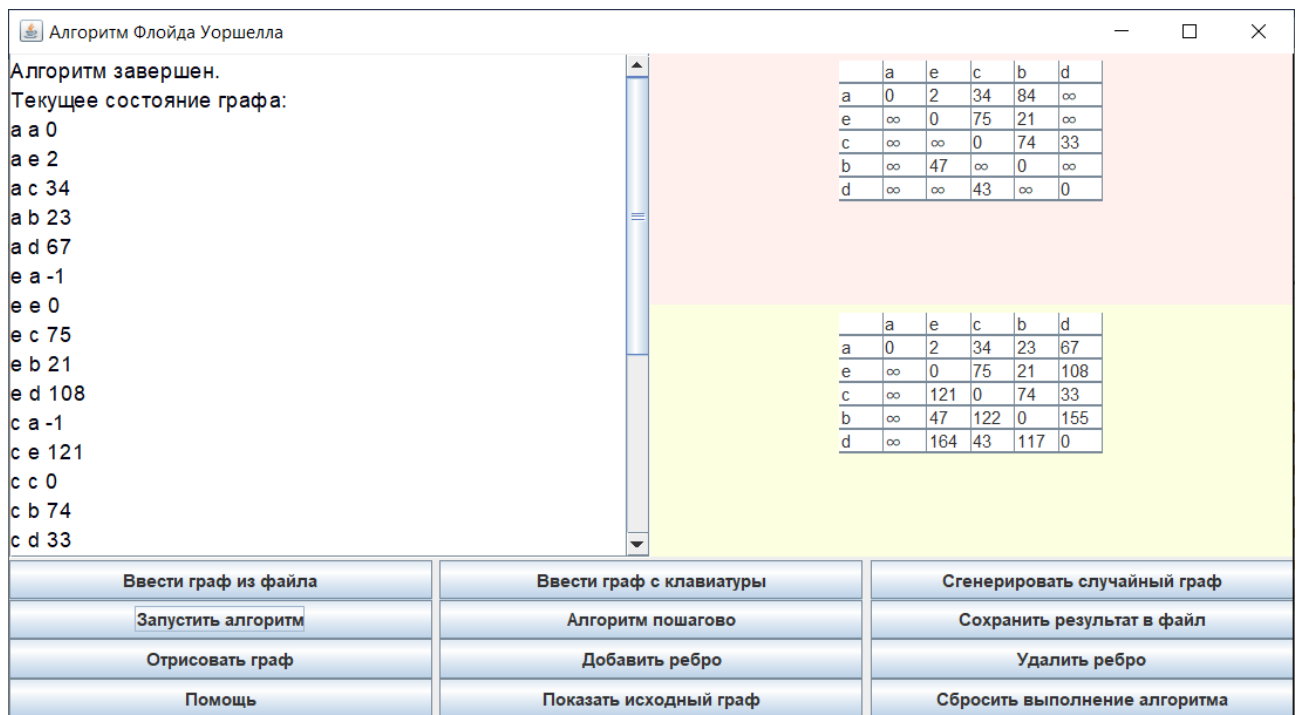 Алгоритм Флойда Уоршелла
Алгоритм завершен.
Текущее состояние графа:
a a 0
a e 2
a c 34
a b 23
a d 67
e a -1
e e 0
e c 75
e b 21
e d 108
c a -1
c e 121
c c 0
c b 74
c d 33
a e c b d
a 0 2 34 84 ∞
e ∞ 0 75 21 ∞
c ∞ ∞ 0 74 33
b ∞ 47 ∞ 0 ∞
d ∞ ∞ 43 ∞ 0
a e c b d
a 0 2 34 23 67
e ∞ 0 75 21 108
c ∞ 121 0 74 33
b ∞ 47 122 0 155
d ∞ 164 43 117 0
Ввести граф из файла Ввести граф с клавиатуры Сгенерировать случайный граф
Запустить алгоритм Алгоритм пошагово Сохранить результат в файл
Отрисовать граф Добавить ребро Удалить ребро
Помощь Показать исходный граф Сбросить выполнение алгоритма